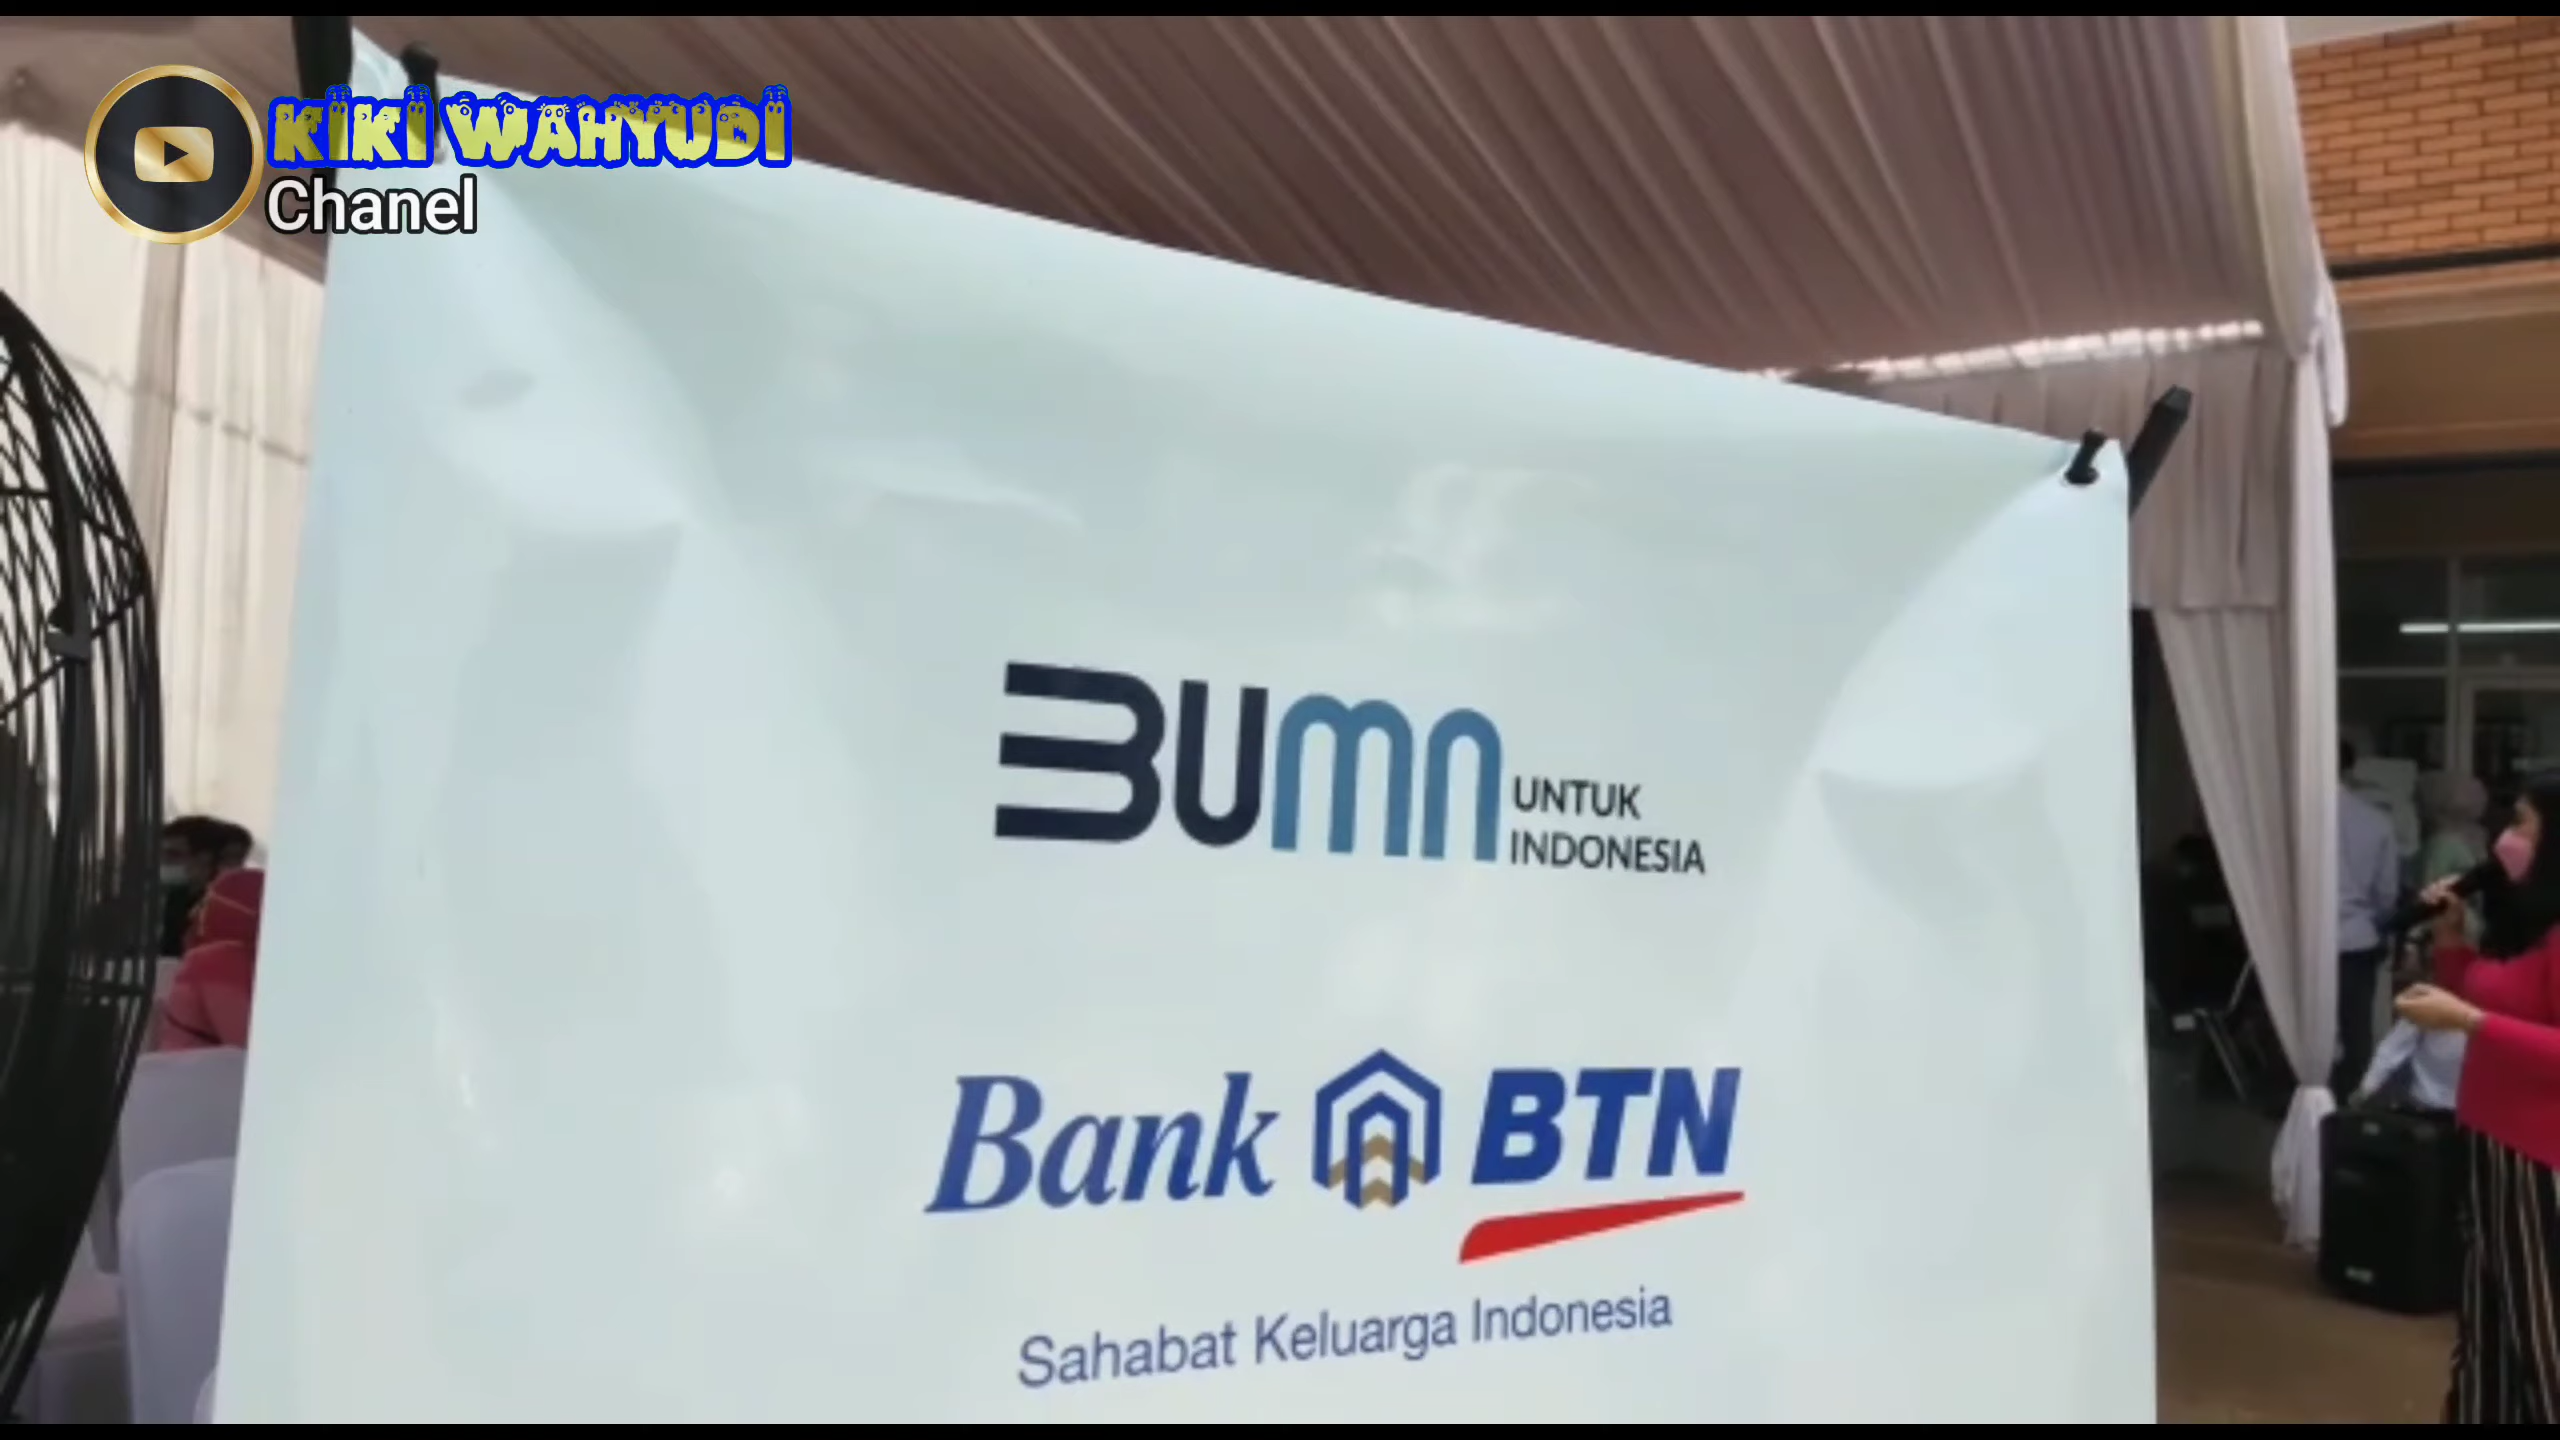 KIKI WAHYUDI
Chanel
BUMN UNTUK
INDONESIA
Bank BTN
Sahabat Keluarga Indonesia